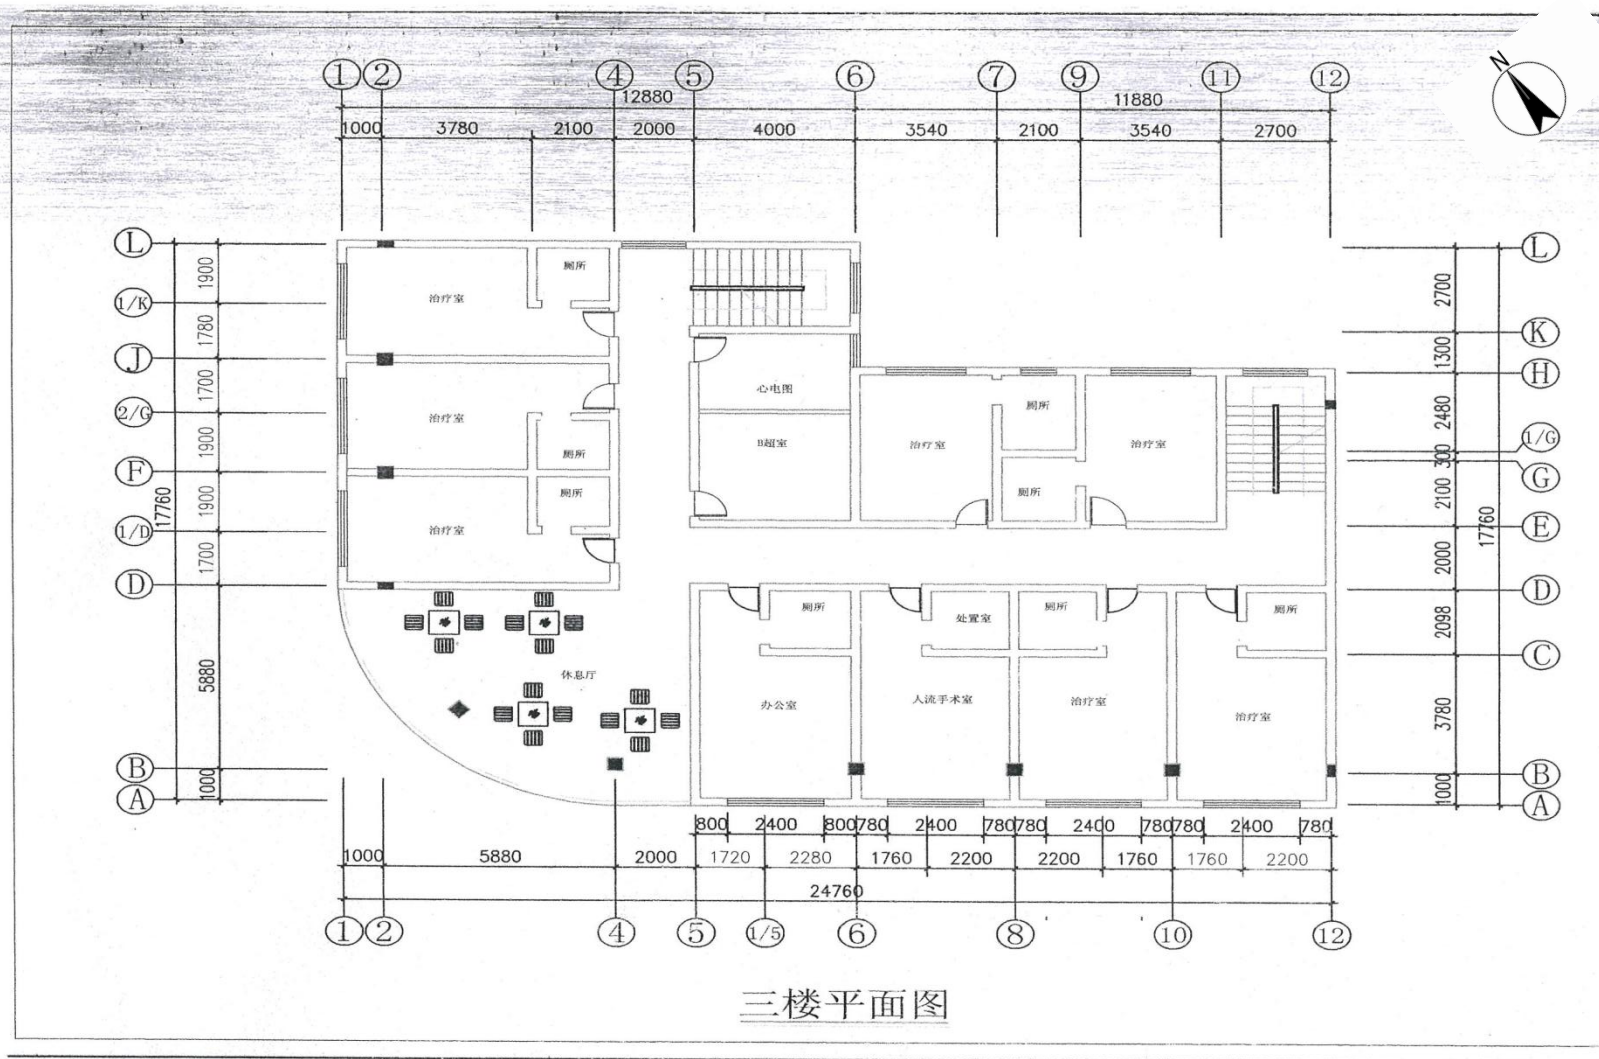 N
1 2 4 5 6 7 9 11 12
12880 11880
1000 3780 2100 2000 4000 3540 2100 3540 2700
L
1/K
J
2/G
F
1/D
D
B
A
1900
1780
1700
1900
1900
1700
5880
1000
17760
L
K
H
1/G
G
E
D
C
B
A
2700
1300
2480
300
2100
2000
2098
3780
1000
17760
治疗室 厕所
治疗室 厕所
治疗室 厕所
心电图
B超室
治疗室 厕所 治疗室
厕所
休息厅
厕所 处置室 厕所 厕所
办公室 人流手术室 治疗室 治疗室
800 2400 800 780 2400 780 780 2400 780 780 2400 780
1000 5880 2000 1720 2280 1760 2200 2200 1760 1760 2200
24760
1 2 4 5 1/5 6 8 10 12
三楼平面图